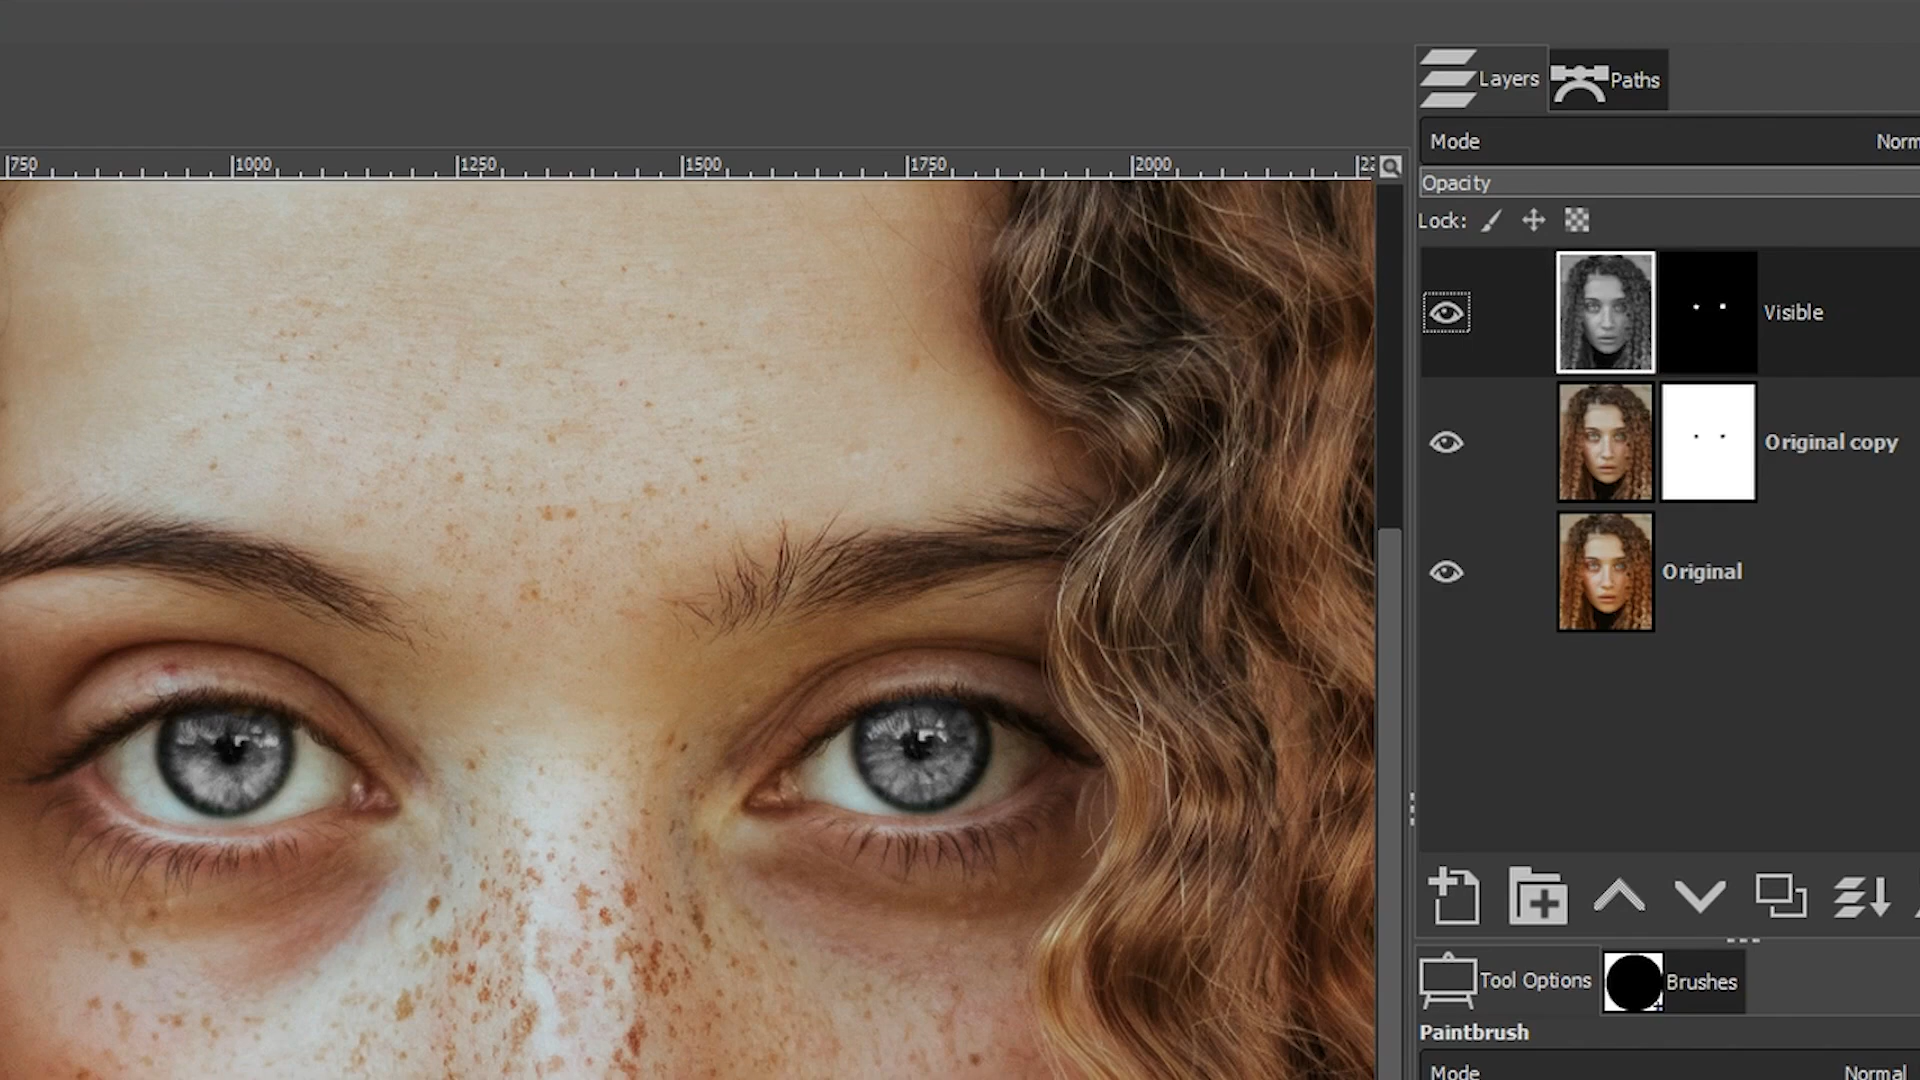 Layers Paths
Mode Norm
Opacity
Lock:
750 1000 1250 1500 1750 2000 22
Visible
Original copy
Original
Tool Options Brushes
Paintbrush
Mode Normal